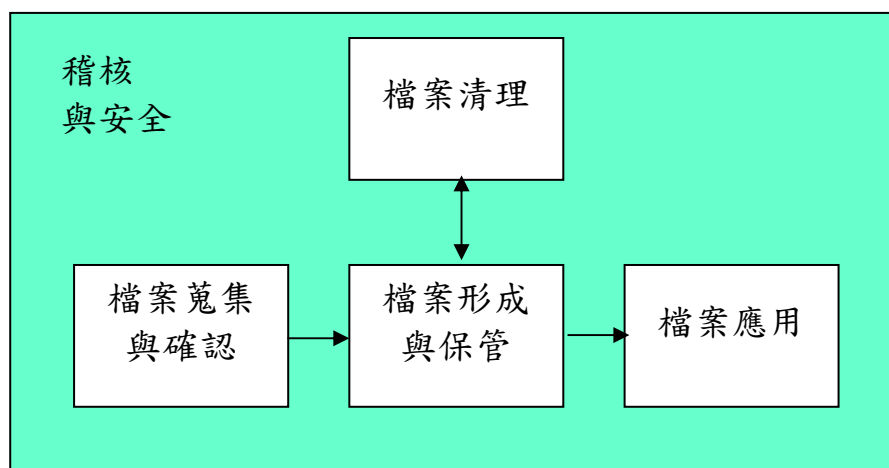 稽核
與安全
檔案清理
檔案蒐集
與確認
檔案形成
與保管
檔案應用